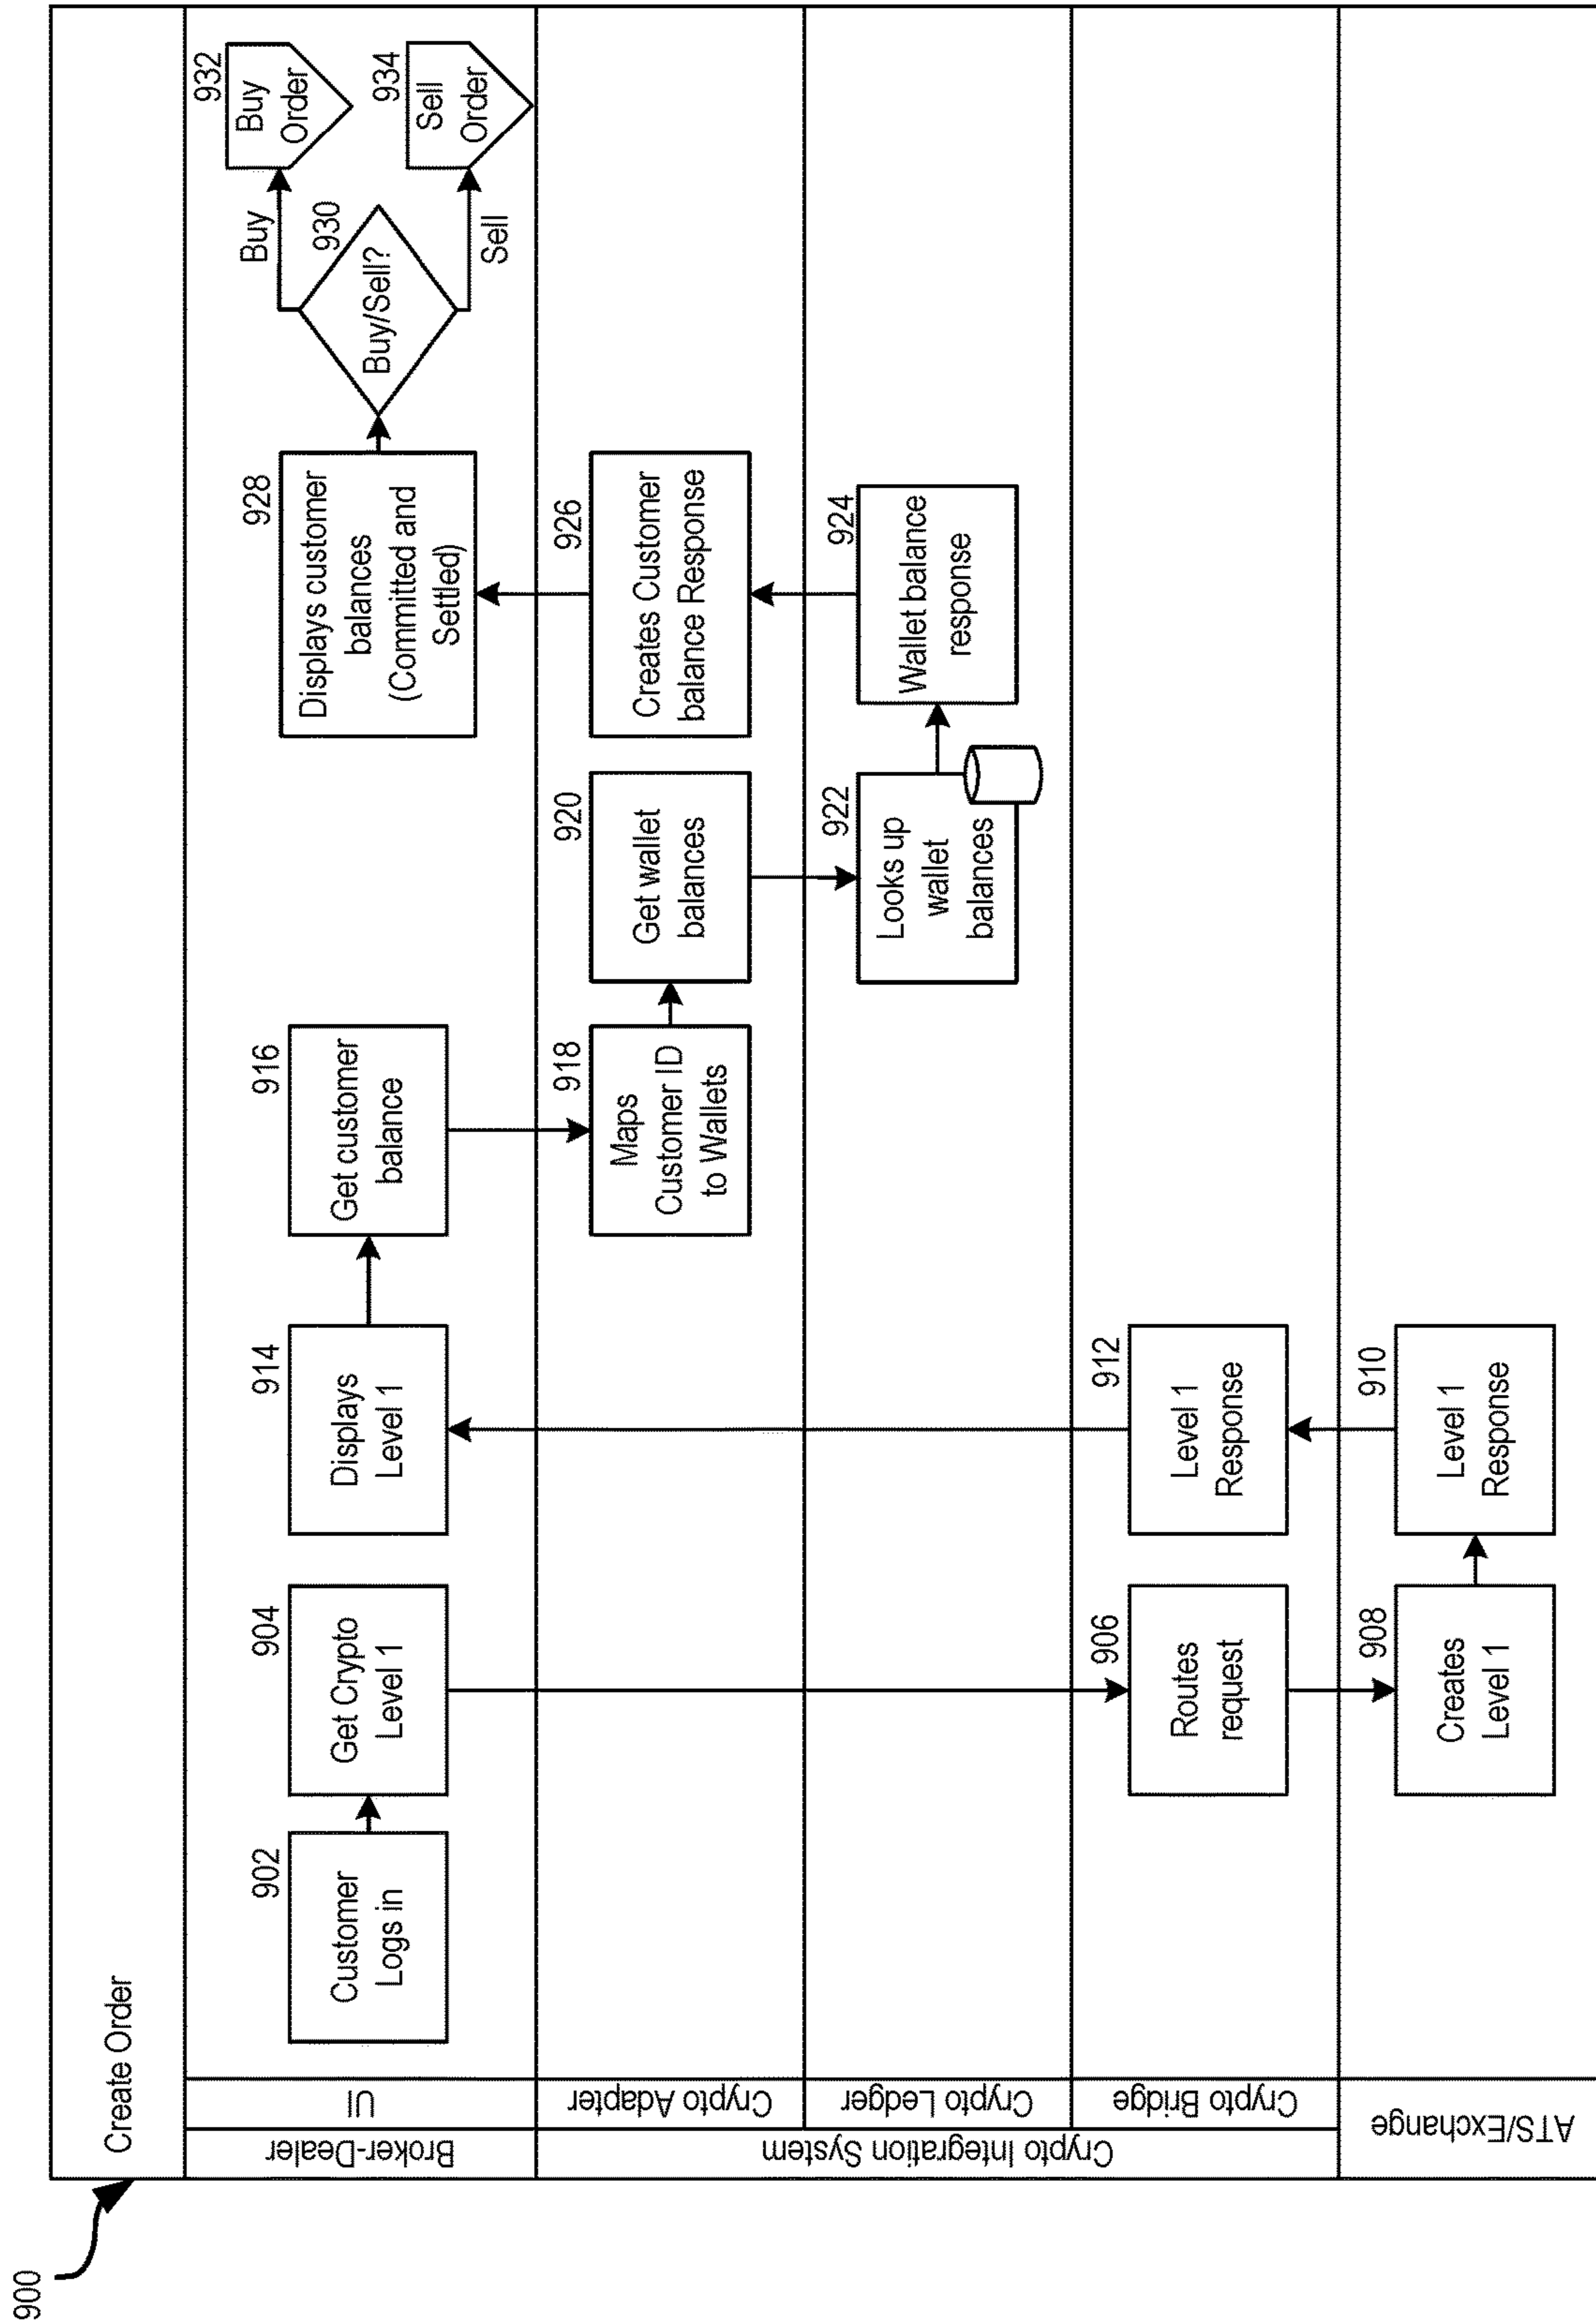 900
Create Order
Broker-Dealer
UI
902
Customer
Logs in
904
Get Crypto
Level 1
914
Displays
Level 1
916
Get customer
balance
928
Displays customer
balances
(Committed and
Settled)
930
Buy/Sell?
Buy
932
Buy
Order
Sell
934
Sell
Order
Crypto Integration System
Crypto Adapter
918
Maps
Customer ID
to Wallets
920
Get wallet
balances
926
Creates Customer
balance Response
Crypto Ledger
922
Looks up
wallet
balances
924
Wallet balance
response
Crypto Bridge
906
Routes
request
912
Level 1
Response
ATS/Exchange
908
Creates
Level 1
910
Level 1
Response